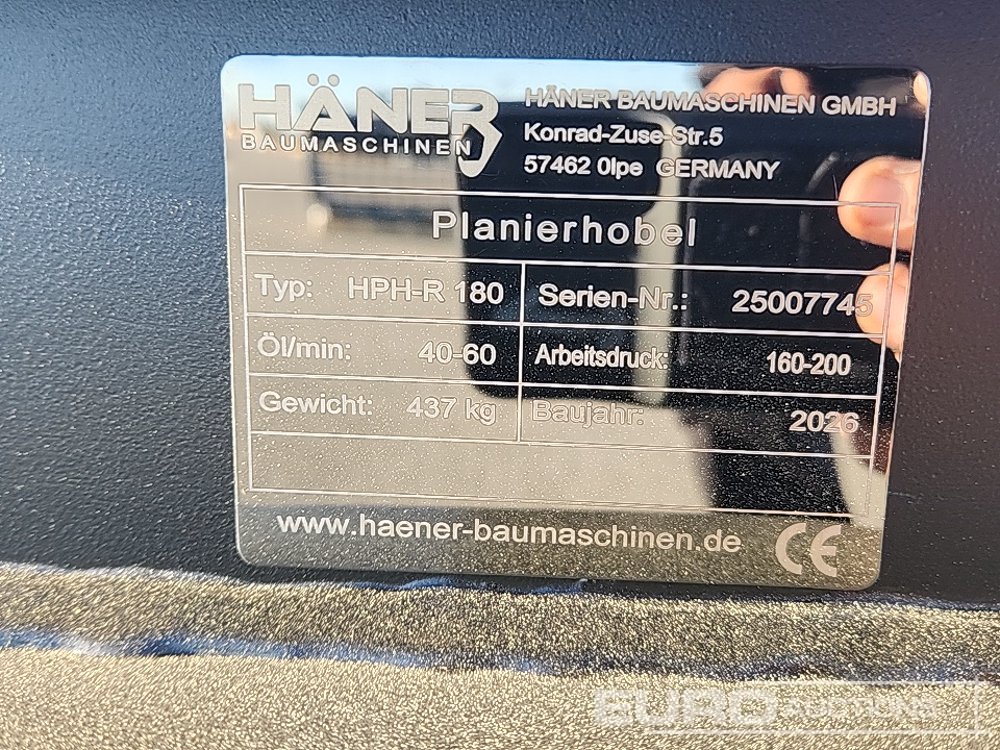 HÄNER
BAUMASCHINEN
HÄNER BAUMASCHINEN GMBH
Konrad-Zuse-Str.5
57462 Olpe GERMANY
Planierhobel
Typ: HPH-R 180 Serien-Nr.: 25007745
Öl/min: 40-60 Arbeitsdruck: 160-200
Gewicht: 437 kg Baujahr: 2026
www.haener-baumaschinen.de CE
EURO AUCTIONS